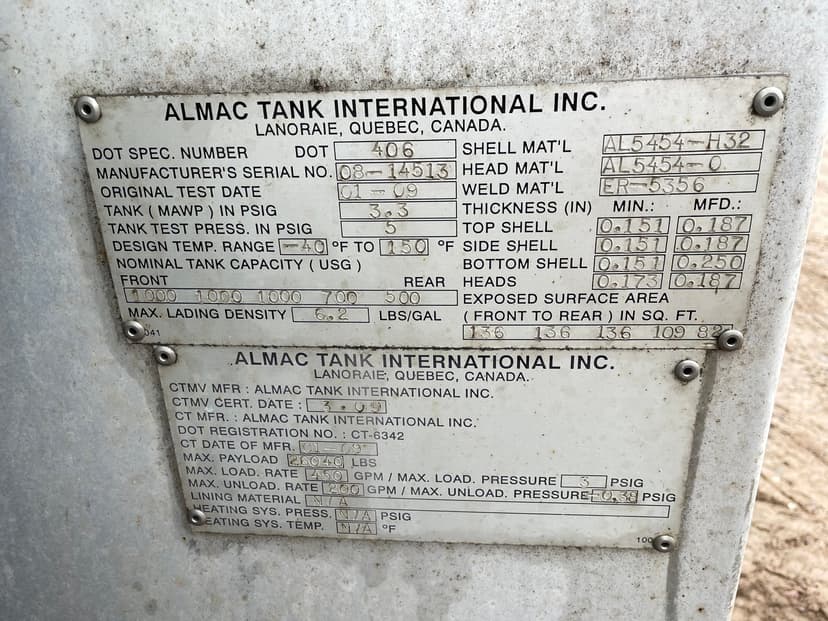 ALMAC TANK INTERNATIONAL INC.
LANORAIE, QUEBEC, CANADA.
DOT SPEC. NUMBER DOT 406
MANUFACTURER'S SERIAL NO. 08-14513
ORIGINAL TEST DATE 01-09
TANK (MAWP) IN PSIG 3.3
TANK TEST PRESS. IN PSIG 5
DESIGN TEMP. RANGE -40 °F TO 150 °F
NOMINAL TANK CAPACITY (USG)
FRONT REAR
1000 1000 1000 700 500
MAX. LADING DENSITY 6.2 LBS/GAL
041
SHELL MAT'L AL5454-H32
HEAD MAT'L AL5454-O
WELD MAT'L ER-5356
THICKNESS (IN) MIN.: MFD.:
TOP SHELL 0.151 0.187
SIDE SHELL 0.151 0.187
BOTTOM SHELL 0.151 0.250
HEADS 0.173 0.187
EXPOSED SURFACE AREA
(FRONT TO REAR) IN SQ. FT.
136 136 136 109 82
ALMAC TANK INTERNATIONAL INC.
LANORAIE, QUEBEC, CANADA.
CTMV MFR : ALMAC TANK INTERNATIONAL INC.
CTMV CERT. DATE : 3.09
CT MFR. : ALMAC TANK INTERNATIONAL INC.
DOT REGISTRATION NO. : CT-6342
CT DATE OF MFR. 01-09
MAX. PAYLOAD 26040 LBS
MAX. LOAD. RATE 450 GPM / MAX. LOAD. PRESSURE 3 PSIG
MAX. UNLOAD. RATE 200 GPM / MAX. UNLOAD. PRESSURE -0.38 PSIG
LINING MATERIAL N/A
HEATING SYS. PRESS. N/A PSIG
HEATING SYS. TEMP. N/A °F